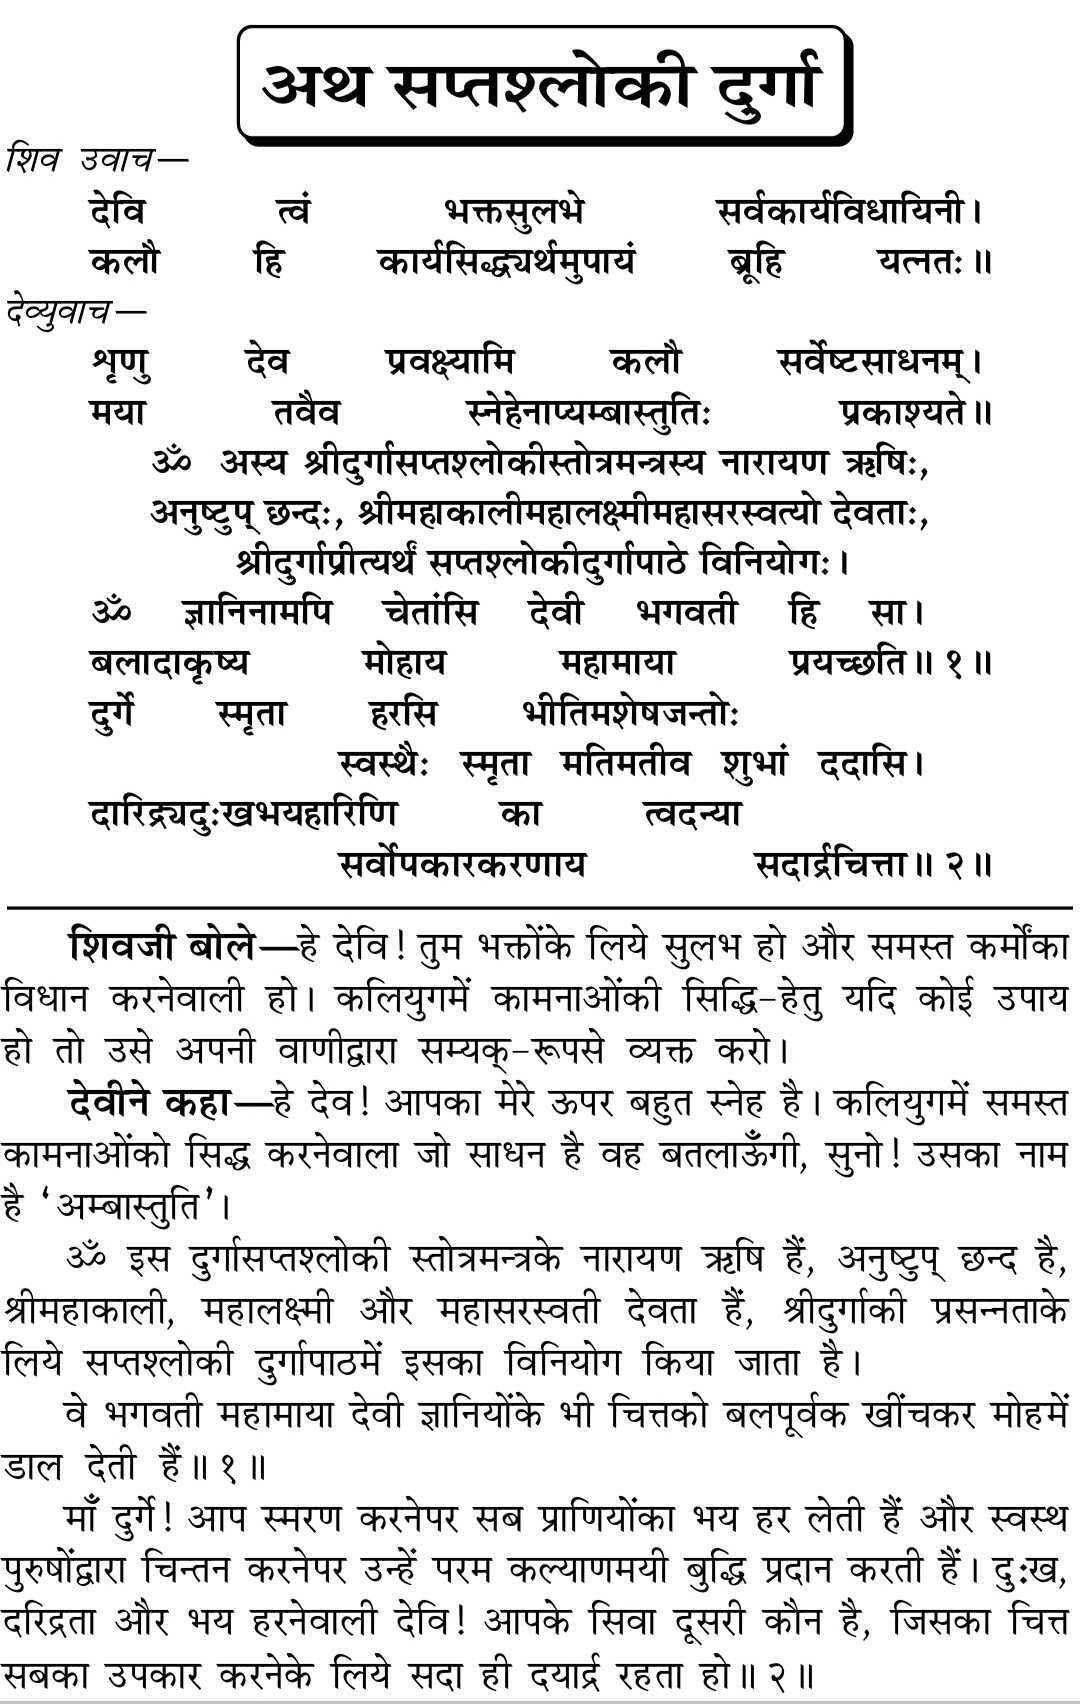 अथ सप्तश्लोकी दुर्गा
शिव उवाच—
देवि त्वं भक्तसुलभे सर्वकार्यविधायिनी।
कलौ हि कार्यसिद्ध्यर्थमुपायं ब्रूहि यत्नतः॥
देव्युवाच—
शृणु देव प्रवक्ष्यामि कलौ सर्वेष्टसाधनम्।
मया तवैव स्नेहेनाप्यम्बास्तुतिः प्रकाश्यते॥
ॐ अस्य श्रीदुर्गासप्तश्लोकीस्तोत्रमन्त्रस्य नारायण ऋषिः,
अनुष्टुप् छन्दः, श्रीमहाकालीमहालक्ष्मीमहासरस्वत्यो देवताः,
श्रीदुर्गाप्रीत्यर्थं सप्तश्लोकीदुर्गापाठे विनियोगः।
ॐ ज्ञानिनामपि चेतांसि देवी भगवती हि सा।
बलादाकृष्य मोहाय महामाया प्रयच्छति॥ १॥
दुर्गे स्मृता हरसि भीतिमशेषजन्तोः
स्वस्थैः स्मृता मतिमतीव शुभां ददासि।
दारिद्र्यदुःखभयहारिणि का त्वदन्या
सर्वोपकारकरणाय सदार्द्रचित्ता॥ २॥
शिवजी बोले—हे देवि! तुम भक्तोंके लिये सुलभ हो और समस्त कर्मोंका
विधान करनेवाली हो। कलियुगमें कामनाओंकी सिद्धि-हेतु यदि कोई उपाय
हो तो उसे अपनी वाणीद्वारा सम्यक्-रूपसे व्यक्त करो।
देवीने कहा—हे देव! आपका मेरे ऊपर बहुत स्नेह है। कलियुगमें समस्त
कामनाओंको सिद्ध करनेवाला जो साधन है वह बतलाऊँगी, सुनो! उसका नाम
है ‘अम्बास्तुति’।
ॐ इस दुर्गासप्तश्लोकी स्तोत्रमन्त्रके नारायण ऋषि हैं, अनुष्टुप् छन्द है,
श्रीमहाकाली, महालक्ष्मी और महासरस्वती देवता हैं, श्रीदुर्गाकी प्रसन्नताके
लिये सप्तश्लोकी दुर्गापाठमें इसका विनियोग किया जाता है।
वे भगवती महामाया देवी ज्ञानियोंके भी चित्तको बलपूर्वक खींचकर मोहमें
डाल देती हैं॥ १॥
माँ दुर्गे! आप स्मरण करनेपर सब प्राणियोंका भय हर लेती हैं और स्वस्थ
पुरुषोंद्वारा चिन्तन करनेपर उन्हें परम कल्याणमयी बुद्धि प्रदान करती हैं। दुःख,
दरिद्रता और भय हरनेवाली देवि! आपके सिवा दूसरी कौन है, जिसका चित्त
सबका उपकार करनेके लिये सदा ही दयार्द्र रहता हो॥ २॥